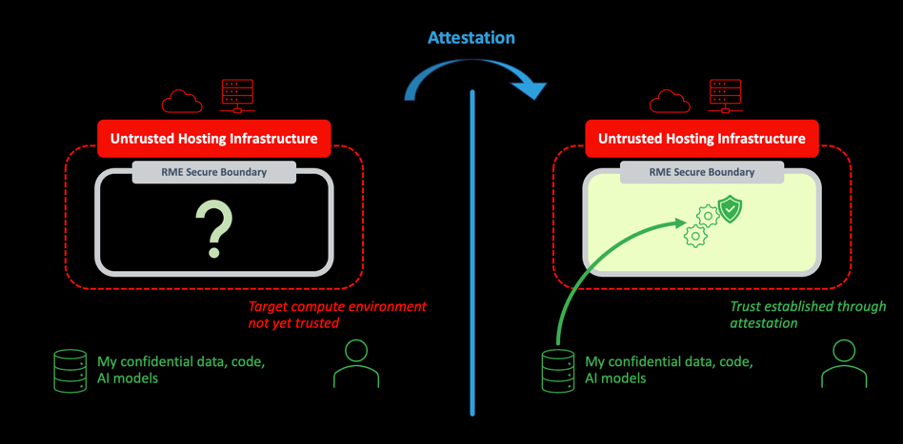 Attestation
Untrusted Hosting Infrastructure
RME Secure Boundary
?
Target compute environment
not yet trusted
My confidential data, code,
AI models
Untrusted Hosting Infrastructure
RME Secure Boundary
Trust established through
attestation
My confidential data, code,
AI models